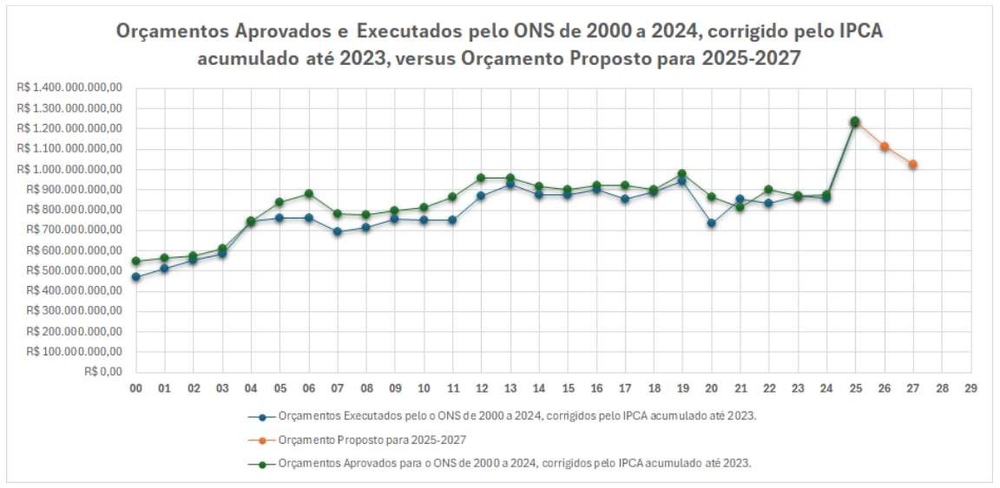 Orçamentos Aprovados e Executados pelo ONS de 2000 a 2024, corrigido pelo IPCA
acumulado até 2023, versus Orçamento Proposto para 2025-2027
R$ 1.400.000.000,00
R$ 1.300.000.000,00
R$ 1.200.000.000,00
R$ 1.100.000.000,00
R$ 1.000.000.000,00
R$ 900.000.000,00
R$ 800.000.000,00
R$ 700.000.000,00
R$ 600.000.000,00
R$ 500.000.000,00
R$ 400.000.000,00
R$ 300.000.000,00
R$ 200.000.000,00
R$ 100.000.000,00
R$ 0,00
00 01 02 03 04 05 06 07 08 09 10 11 12 13 14 15 16 17 18 19 20 21 22 23 24 25 26 27 28 29
Orçamentos Executados pelo o ONS de 2000 a 2024, corrigidos pelo IPCA acumulado até 2023.
Orçamento Proposto para 2025-2027
Orçamentos Aprovados para o ONS de 2000 a 2024, corrigidos pelo IPCA acumulado até 2023.